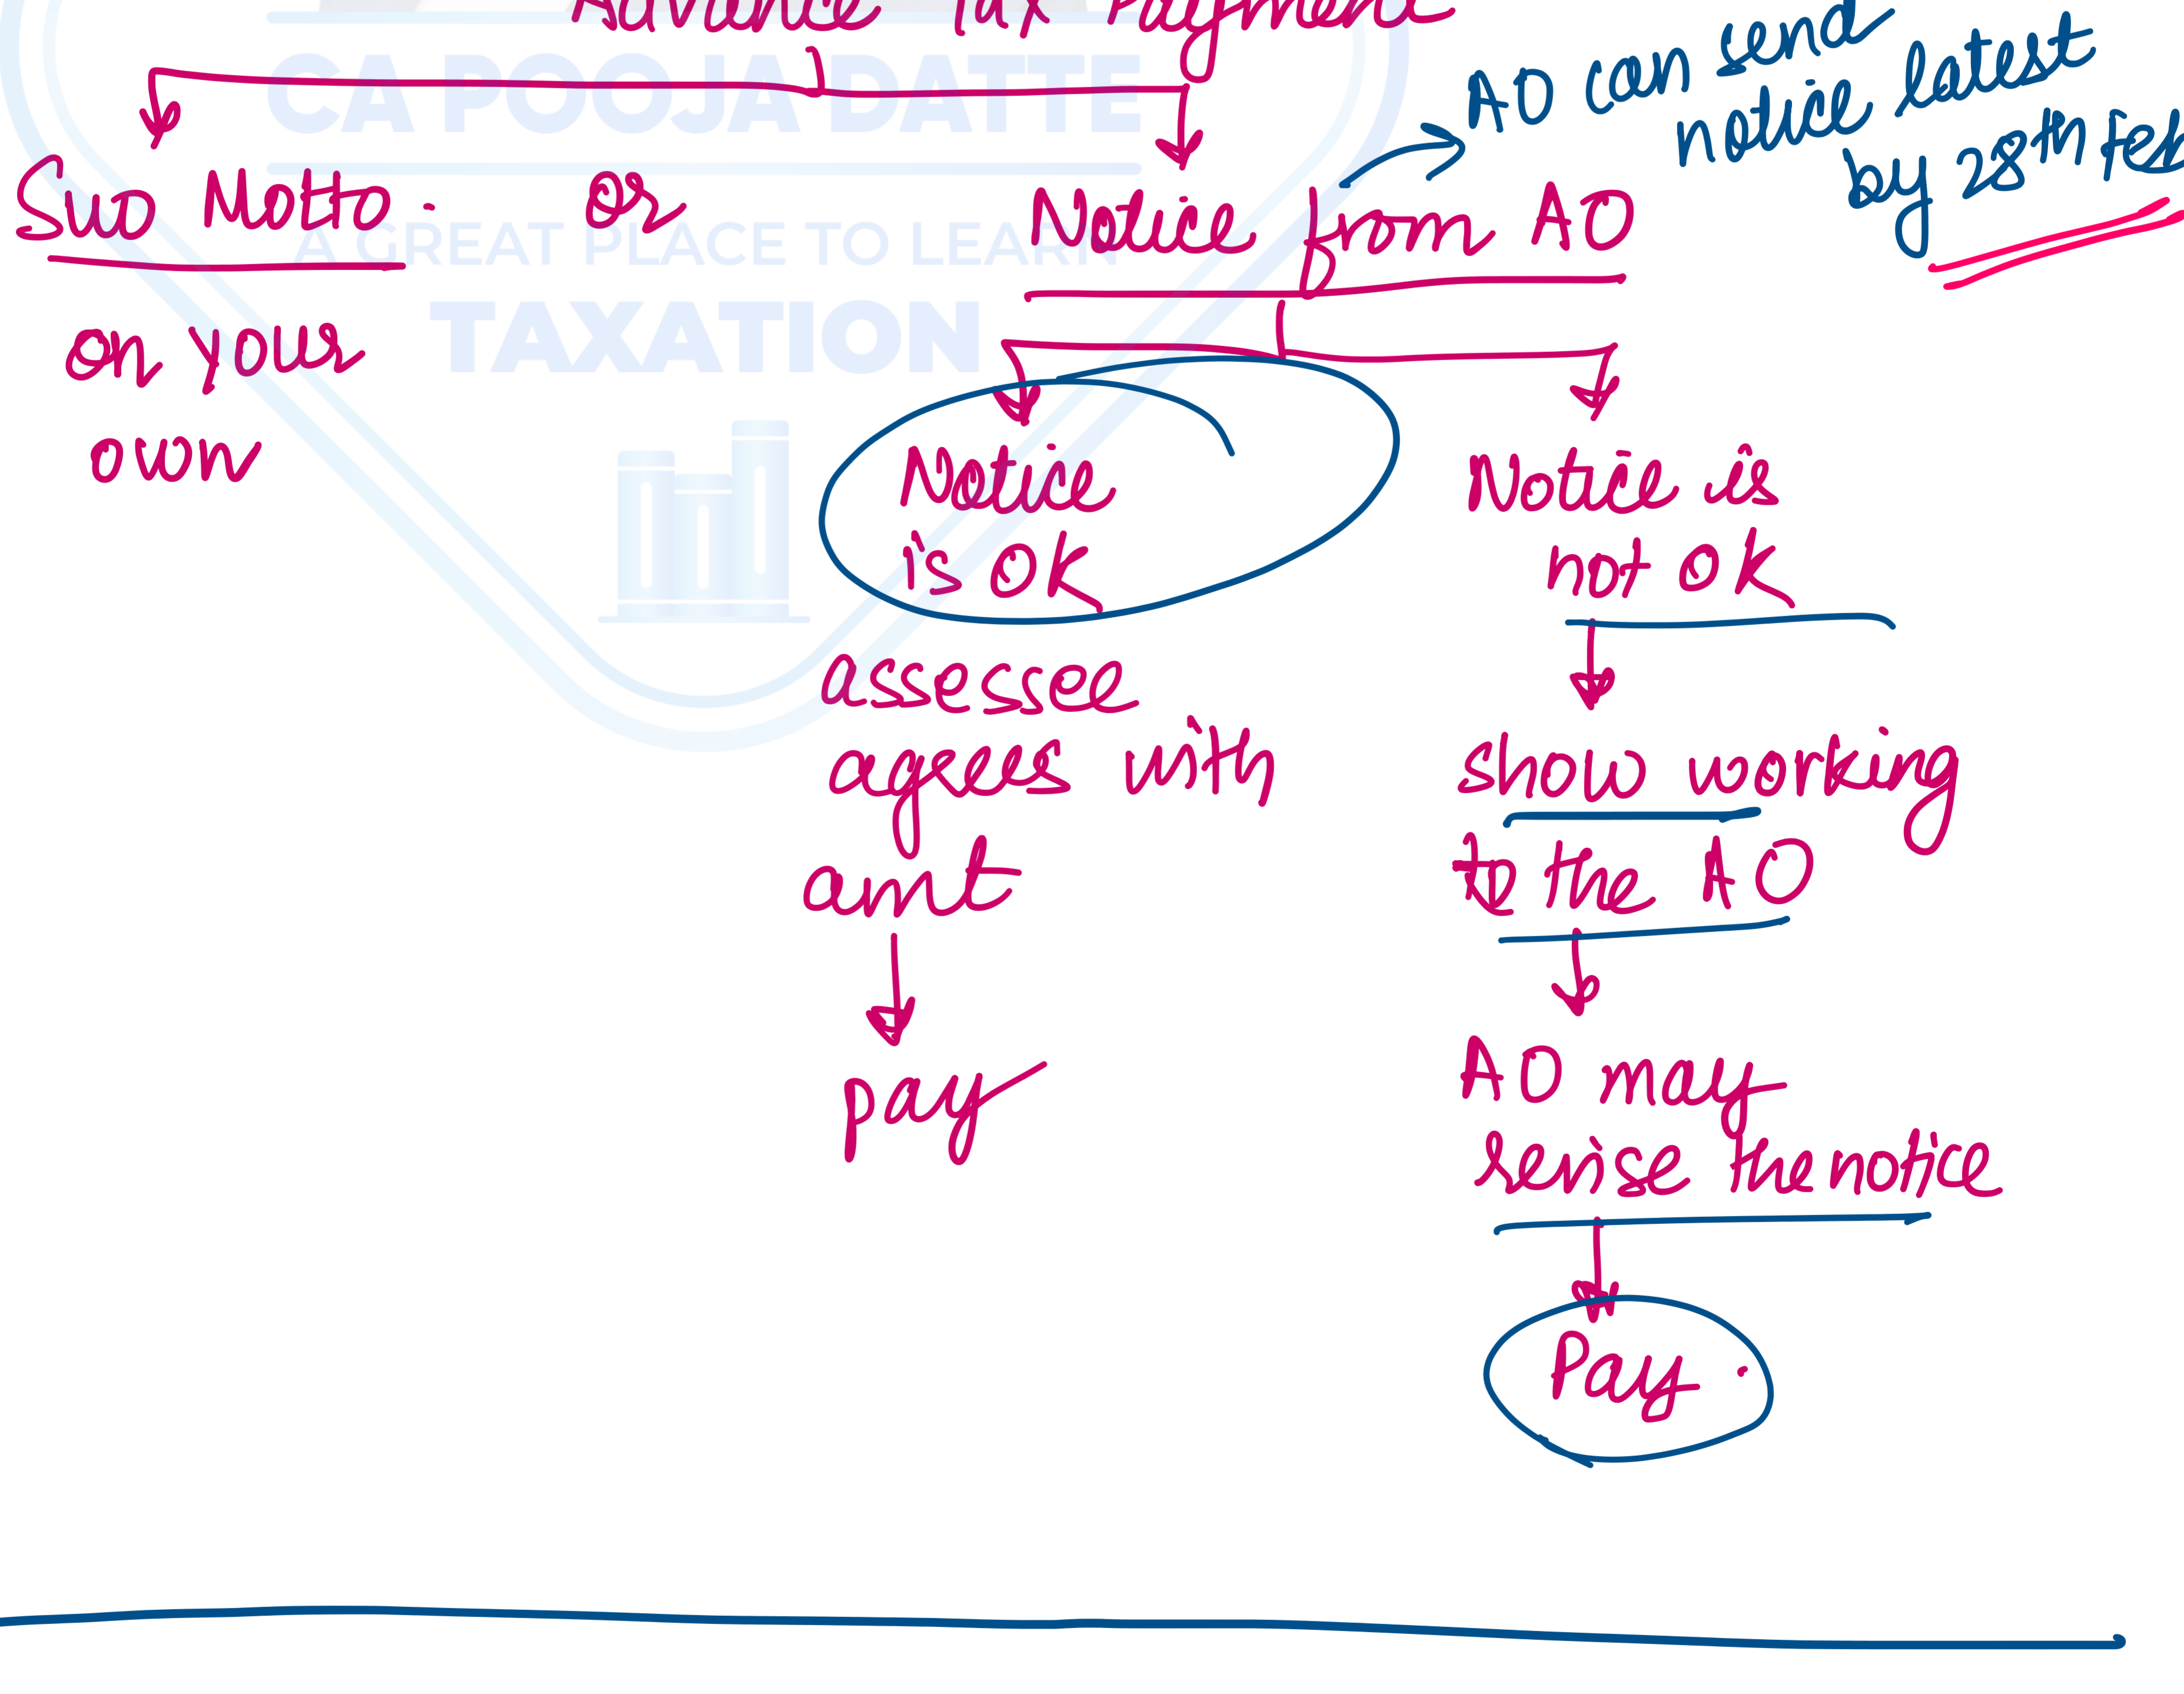 Advance Tax Payment
CA POOJA DATTE
A GREAT PLACE TO LEARN
TAXATION
AO can send
notice latest
by 28th Feb
Suo Motto.
Or
Notice from AO
on your
own
Notice
is OK
assessee
agrees with
amt
pay
Notice is
not OK
show working
to the AO
AO may
revise the notice
Pay.